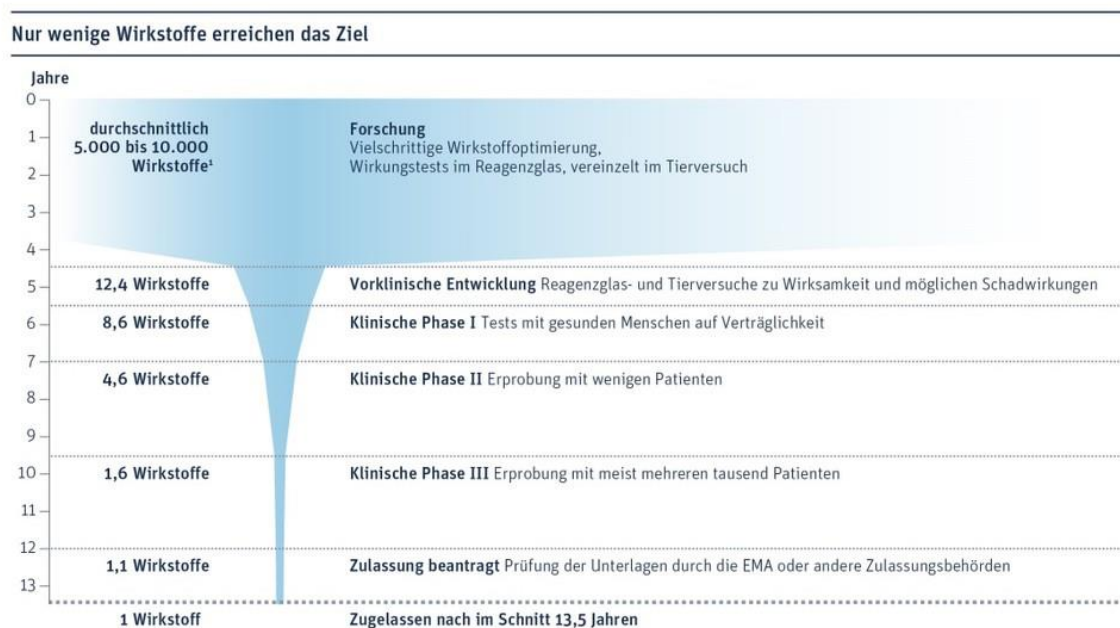 Nur wenige Wirkstoffe erreichen das Ziel
Jahre
0
1
2
3
4
5
6
7
8
9
10
11
12
13
durchschnittlich
5.000 bis 10.000
Wirkstoffe¹
Forschung
Vielschrittige Wirkstoffoptimierung,
Wirkungstests im Reagenzglas, vereinzelt im Tierversuch
12,4 Wirkstoffe
Vorklinische Entwicklung Reagenzglas- und Tierversuche zu Wirksamkeit und möglichen Schadwirkungen
8,6 Wirkstoffe
Klinische Phase I Tests mit gesunden Menschen auf Verträglichkeit
4,6 Wirkstoffe
Klinische Phase II Erprobung mit wenigen Patienten
1,6 Wirkstoffe
Klinische Phase III Erprobung mit meist mehreren tausend Patienten
1,1 Wirkstoffe
Zulassung beantragt Prüfung der Unterlagen durch die EMA oder andere Zulassungsbehörden
1 Wirkstoff
Zugelassen nach im Schnitt 13,5 Jahren